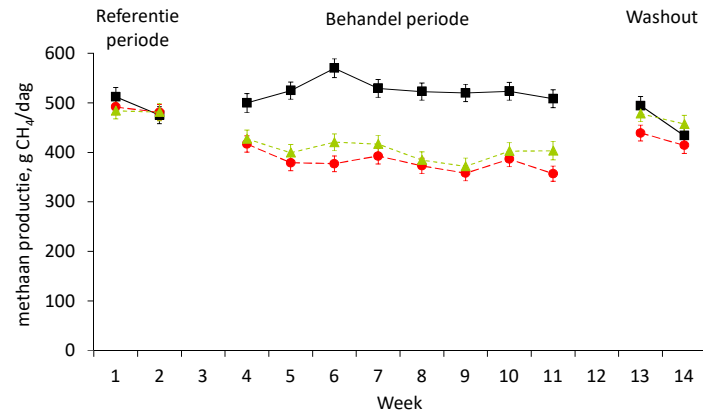 Referentie periode
Behandel periode
Washout
methaan productie, g CH₄/dag
600
500
400
300
200
100
0
1 2 3 4 5 6 7 8 9 10 11 12 13 14
Week